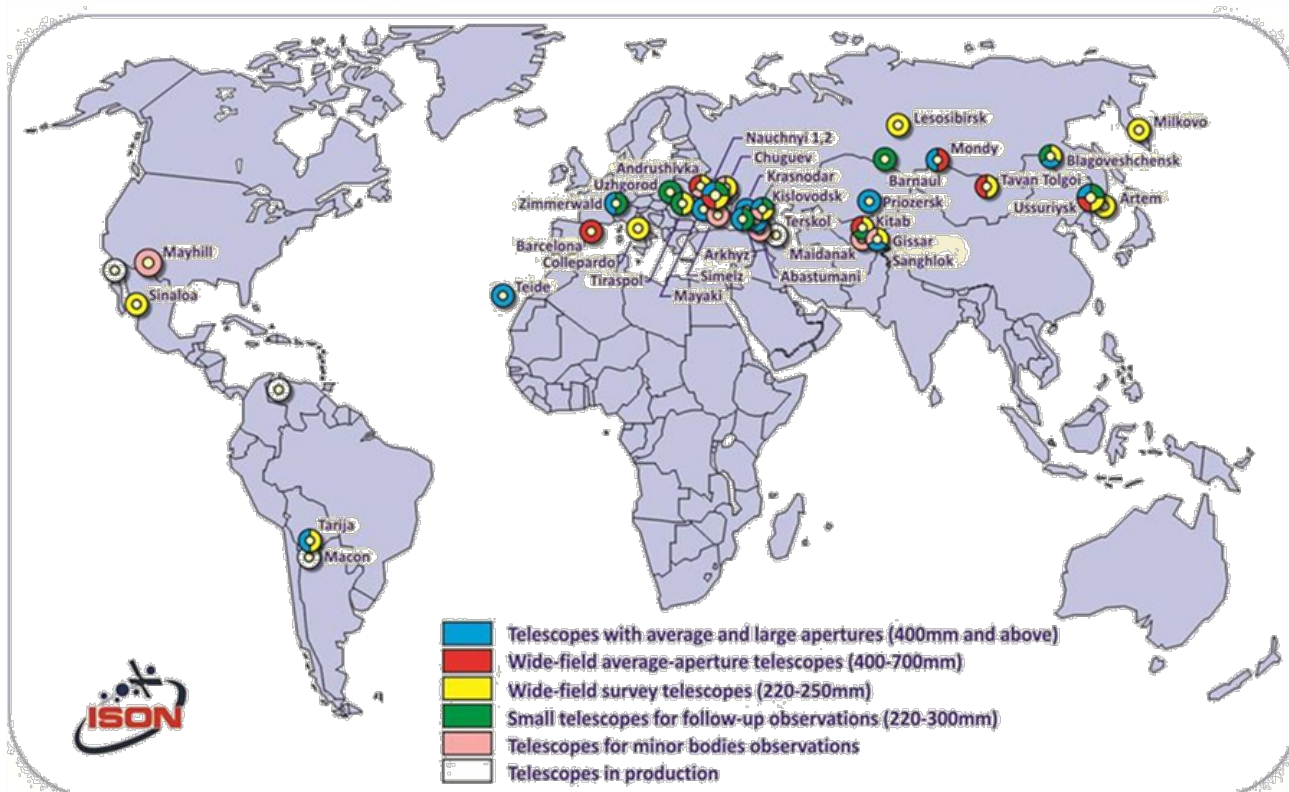 Lesosibirsk
Milkovo
Nauchnyi 1,2
Andrushivka
Chuguev
Mondy
Blagoveshchensk
Uzhgorod
Krasnodar
Barnaul
Tavan Tolgoi
Zimmerwald
Kislovodsk
Priozersk
Ussuriysk
Artem
Barcelona
Terskol
Kitab
Mayhill
Collepardo
Arkhyz
Maidanak
Gissar
Sanghlok
Tiraspol
Simeiz
Abastumani
Sinaloa
Teide
Mayaki
Tarija
Macon
Telescopes with average and large apertures (400mm and above)
Wide-field average-aperture telescopes (400-700mm)
Wide-field survey telescopes (220-250mm)
Small telescopes for follow-up observations (220-300mm)
Telescopes for minor bodies observations
Telescopes in production
ISON